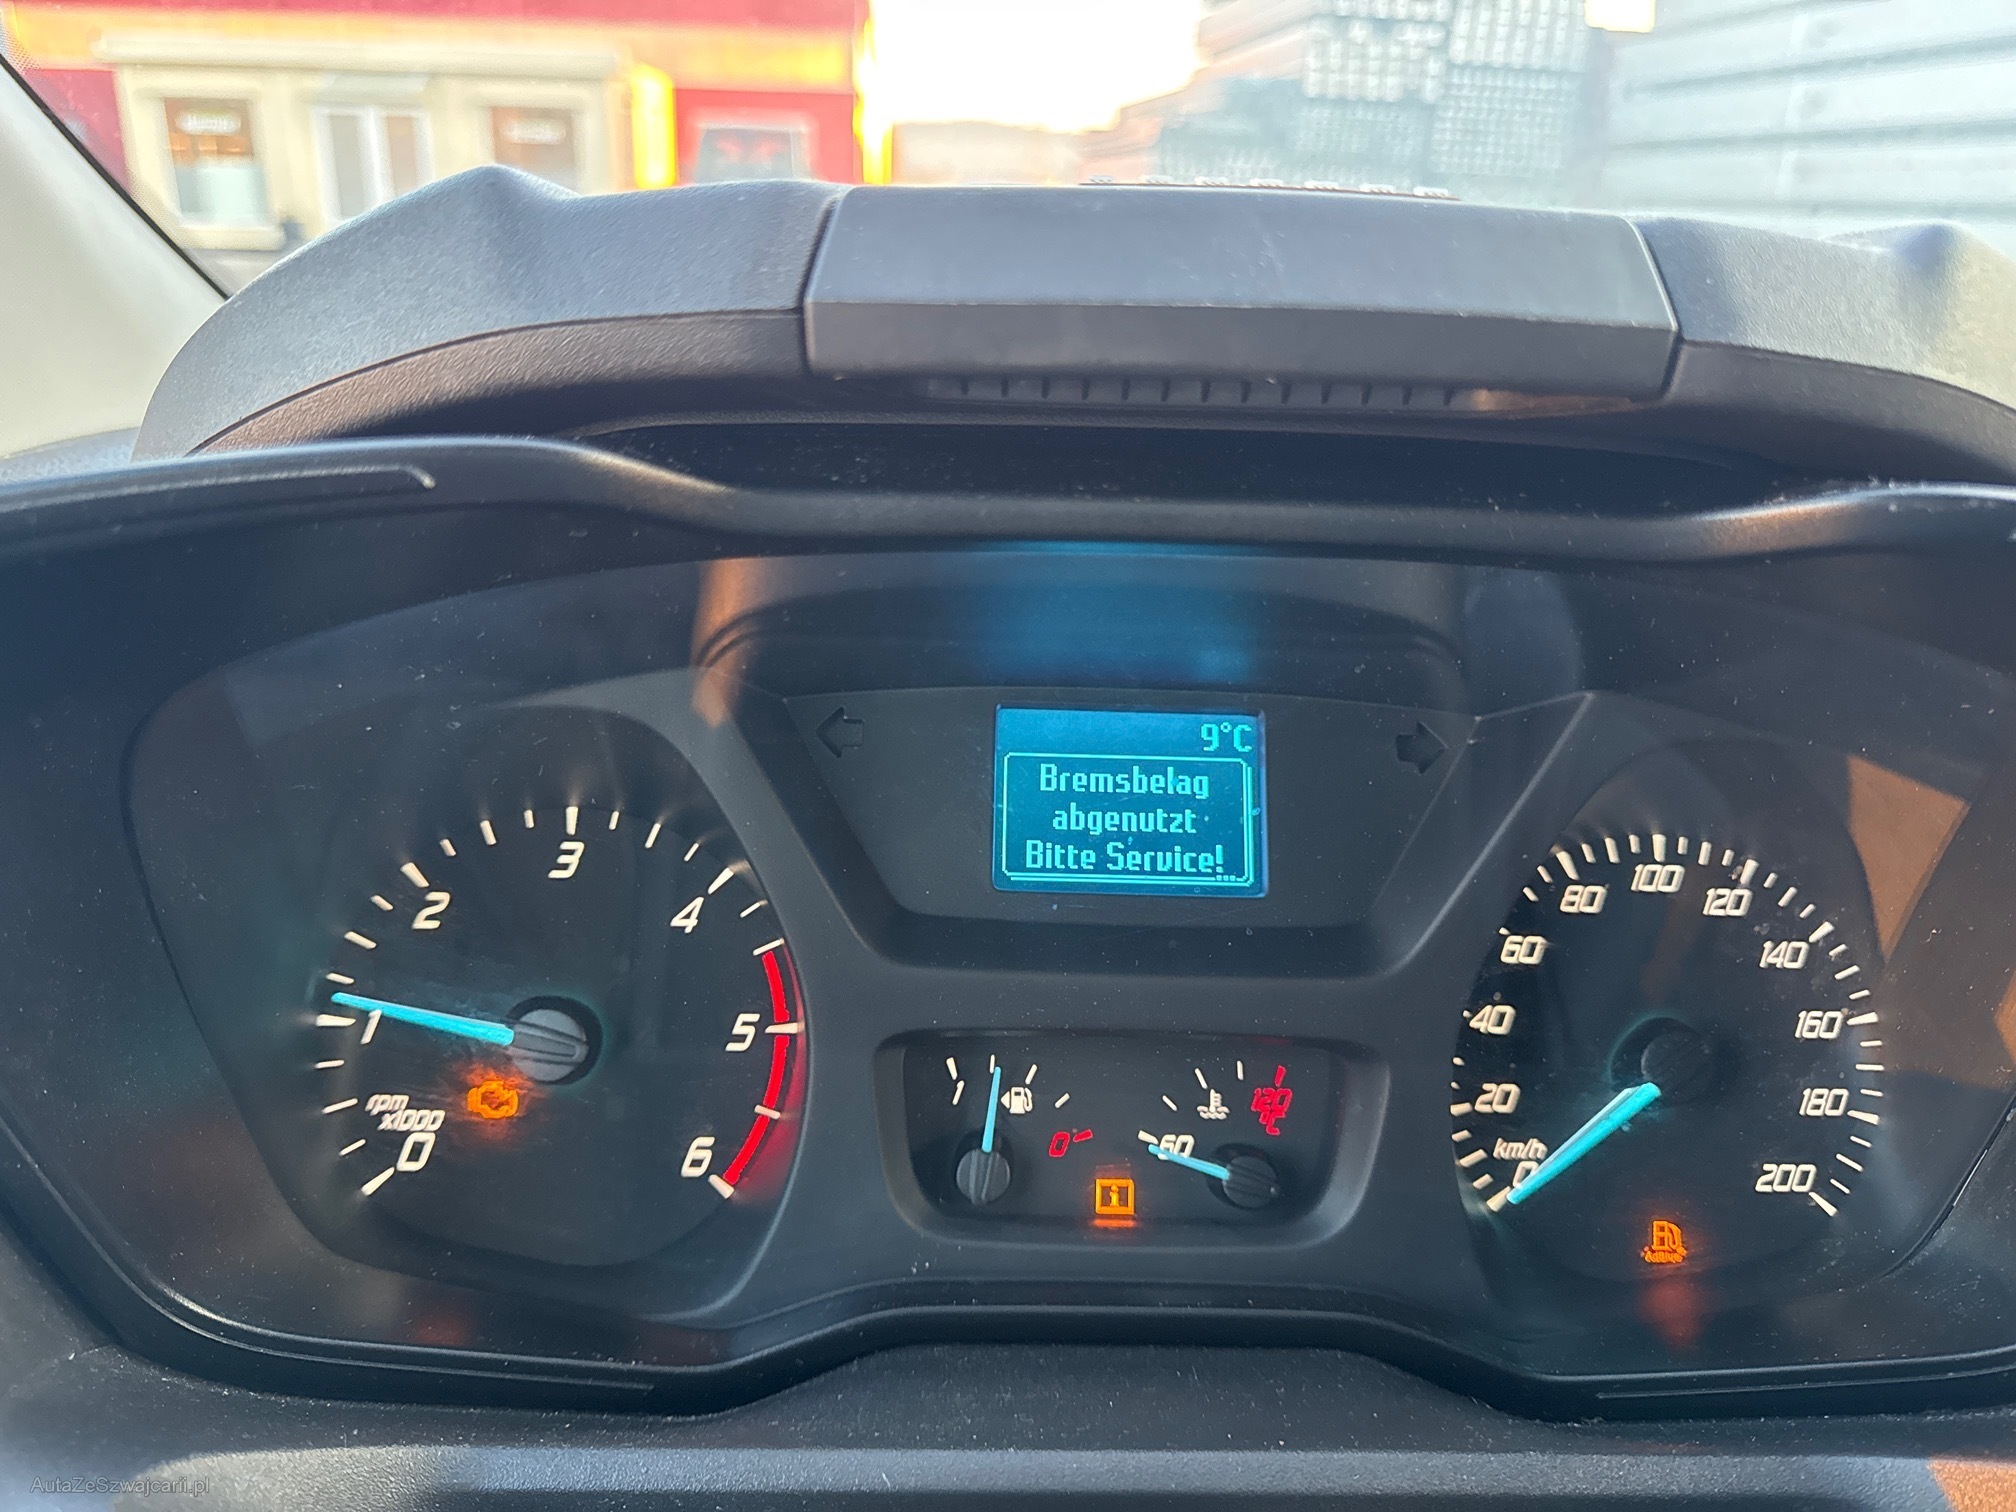 9°C
Bremsbelag
abgenutzt
Bitte Service!
...
0
1
2
3
4
5
6
rpm
x1000
1
0
60
120
°C
i
km/h
0
20
40
60
80
100
120
140
160
180
200
AdBlue
AutaZeSzwajcarii.pl